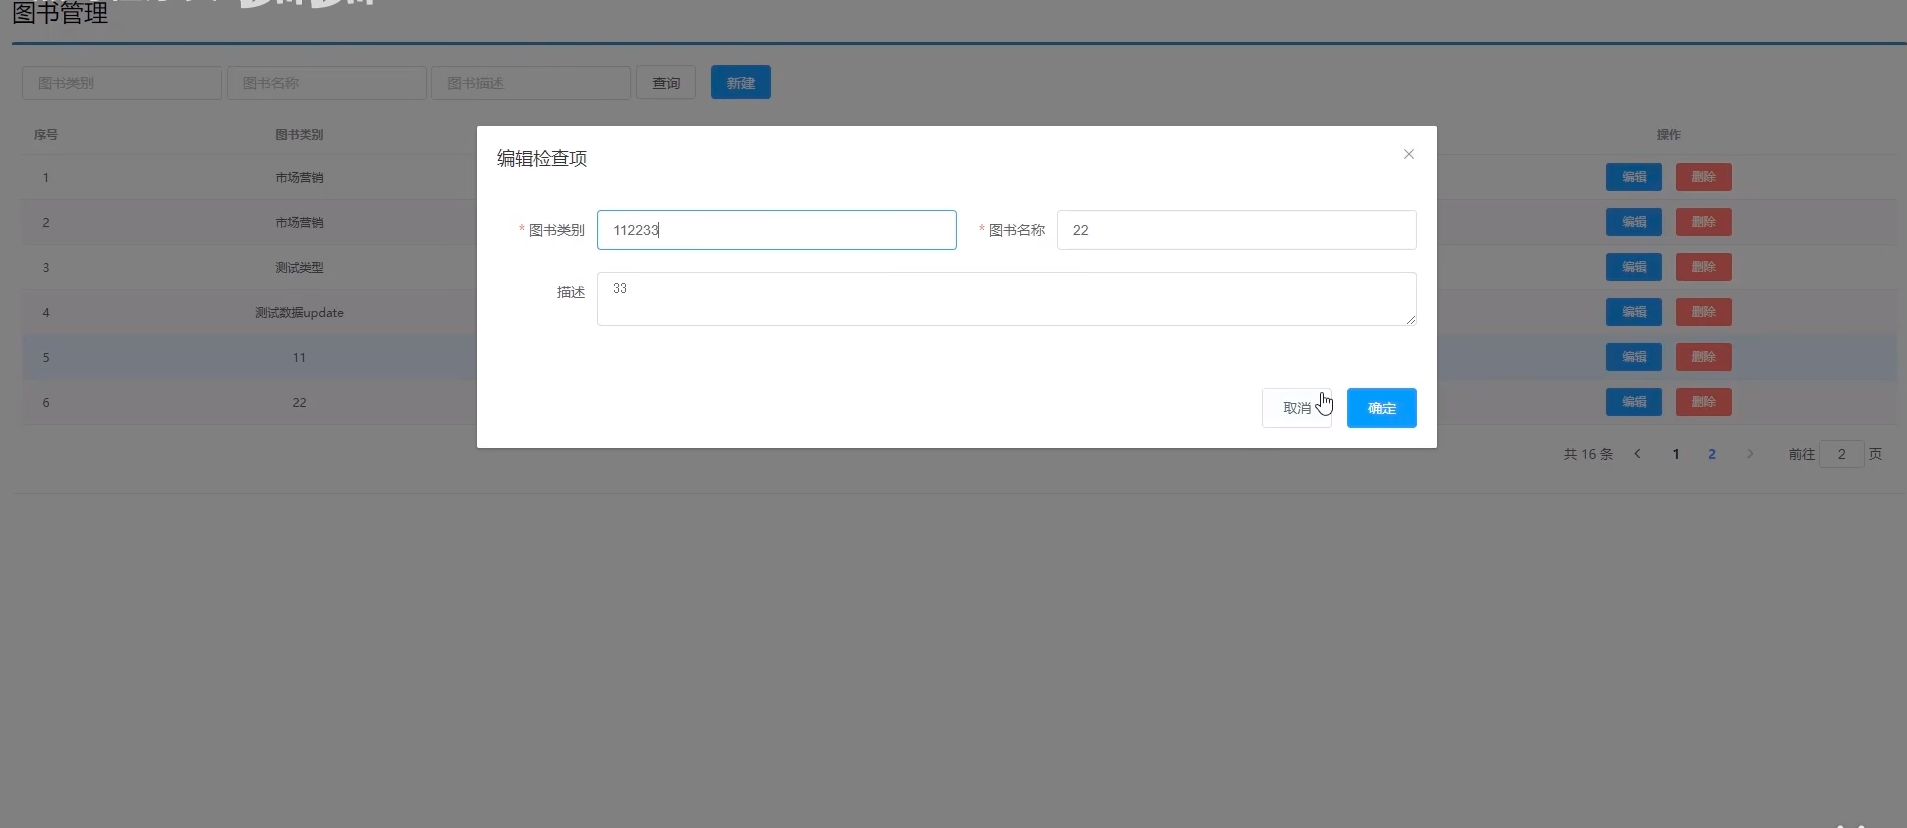 图书管理
图书类别 图书名称 图书描述 查询 新建
序号 图书类别 操作
1 市场营销 编辑 删除
2 市场营销 编辑 删除
3 测试类型 编辑 删除
4 测试数据update 编辑 删除
5 11 编辑 删除
6 22 编辑 删除
编辑检查项
* 图书类别 112233 * 图书名称 22
描述 33
取消 确定
共 16 条 1 2 前往 2 页